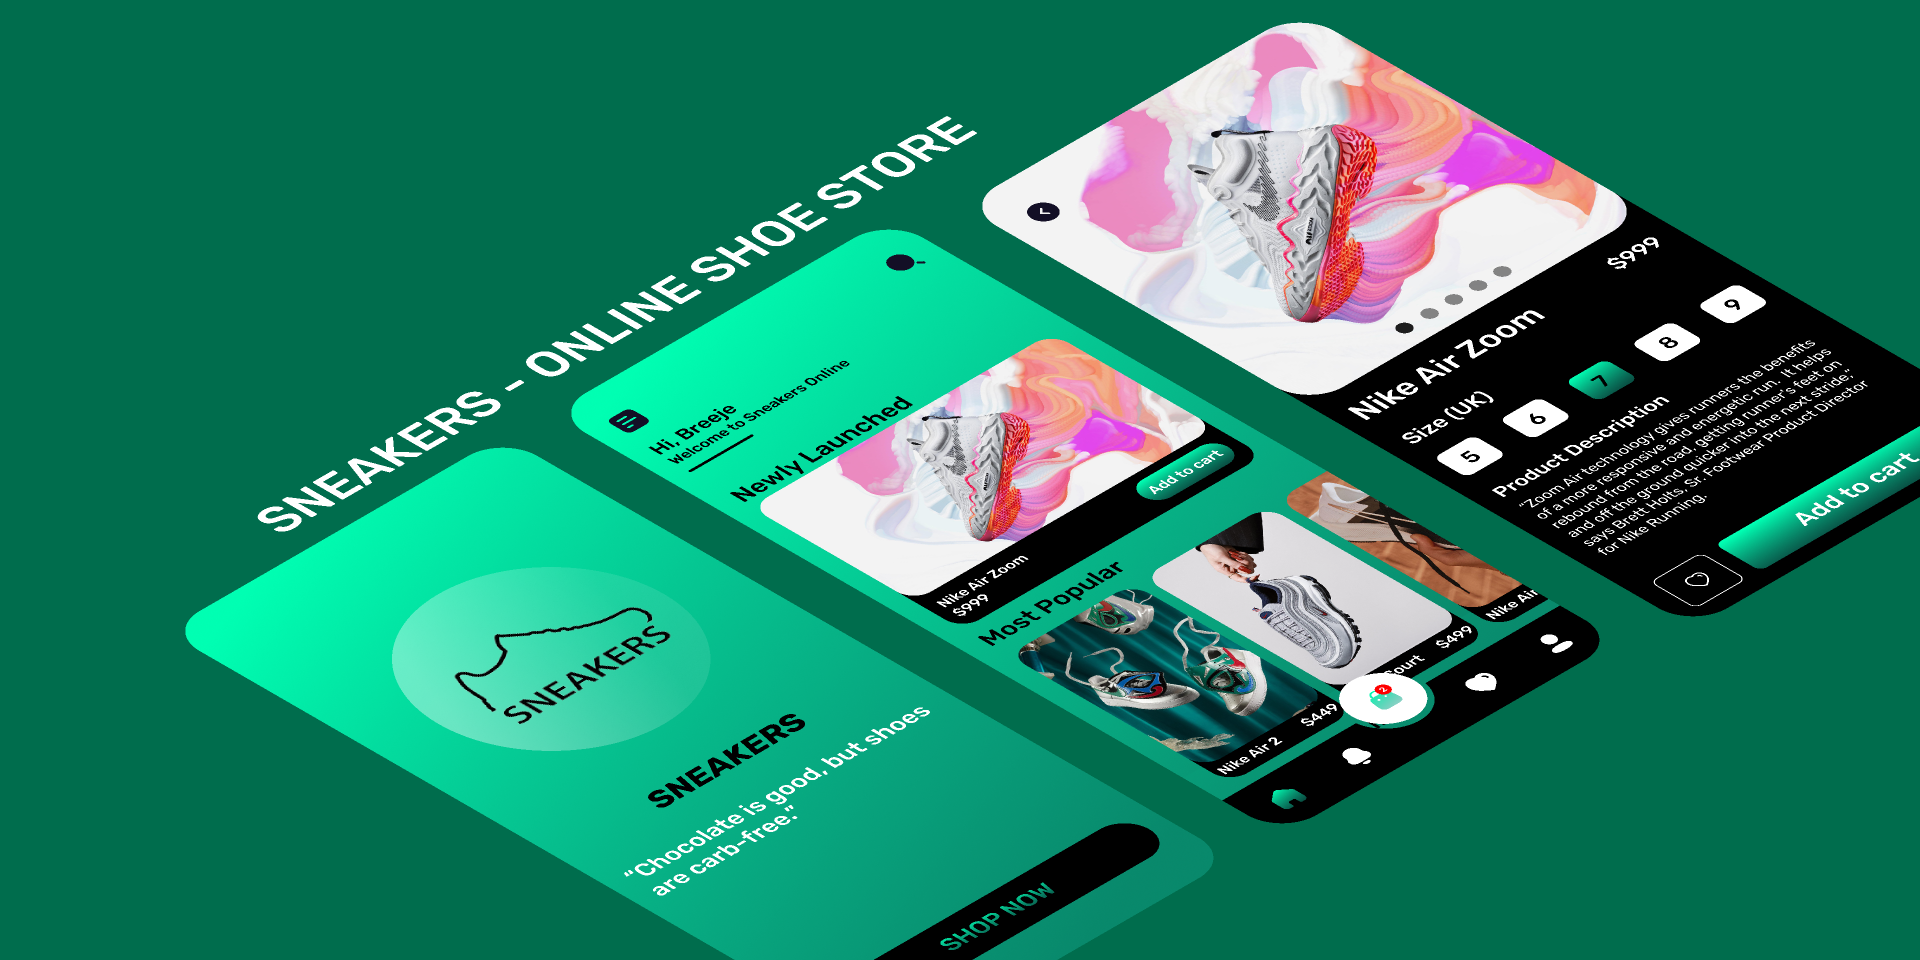 SNEAKERS - ONLINE SHOE STORE
SNEAKERS
SNEAKERS
“Chocolate is good, but shoes
are carb-free.”
SHOP NOW
Hi, Breeje
Welcome to Sneakers Online
Newly Launched
Nike Air Zoom
$999
Add to cart
Most Popular
Nike Air 2
$449
Court
$499
Nike Air
2
Nike Air Zoom
$999
Size (UK)
5
6
7
8
9
Product Description
“Zoom Air technology gives runners the benefits
of a more responsive and energetic run. It helps
rebound from the road, getting runner’s feet on
and off the ground quicker into the next stride,”
says Brett Holts, Sr. Footwear Product Director
for Nike Running.
Add to cart